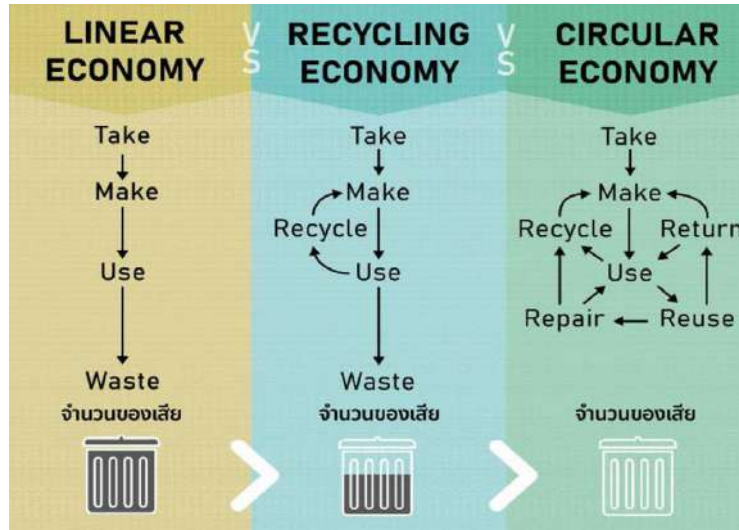 LINEAR
ECONOMY
VS
RECYCLING
ECONOMY
VS
CIRCULAR
ECONOMY
Take
Make
Use
Waste
จำนวนของเสีย
Take
Make
Recycle
Use
Waste
จำนวนของเสีย
Take
Make
Recycle
Return
Use
Repair
Reuse
จำนวนของเสีย